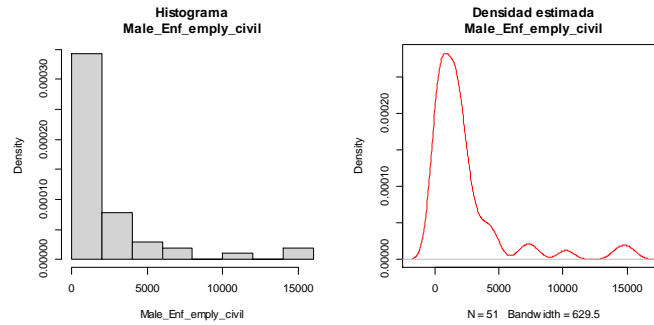 Histograma
Male_Enf_emply_civil
Density
0.00000
0.00010
0.00020
0.00030
0
5000
10000
15000
Male_Enf_emply_civil
Densidad estimada
Male_Enf_emply_civil
Density
0.00000
0.00010
0.00020
0
5000
10000
15000
N = 51 Bandwidth = 629.5